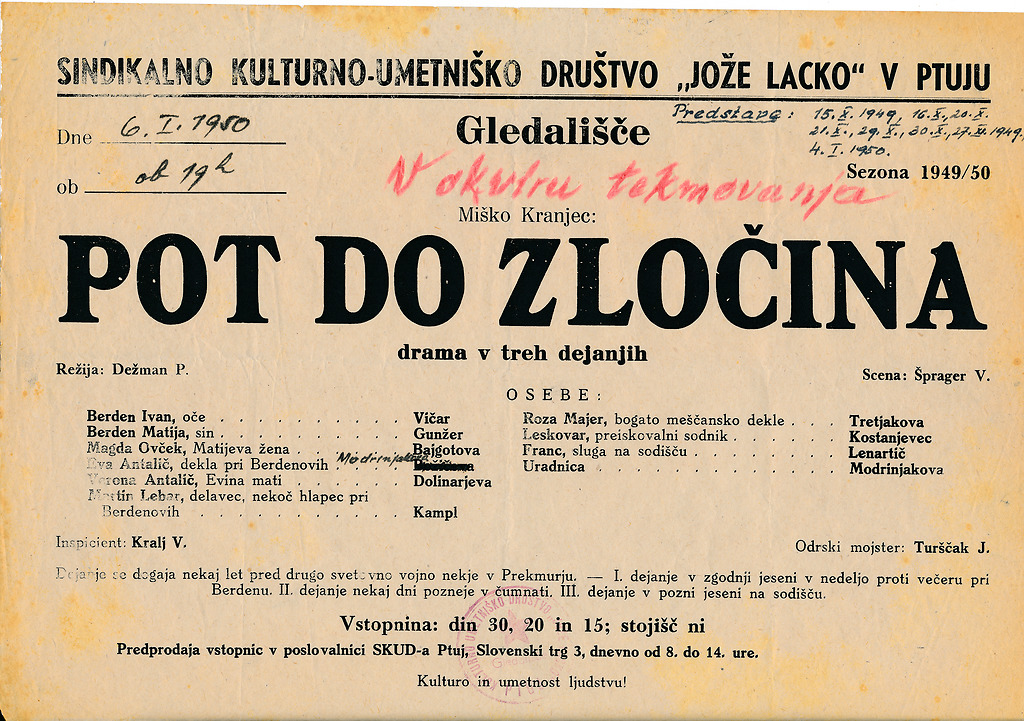 SINDIKALNO KULTURNO-UMETNIŠKO DRUŠTVO „JOŽE LACKO“ V PTUJU
Dne 6. I. 1950
ob ob 19h
Gledališče
Predstave: 15. X. 1949, 16. X., 20. X.
21. X., 29. X., 30. X., 27. XI. 1949,
4. I. 1950.
Sezona 1949/50
V okviru tekmovanja
Miško Kranjec:
POT DO ZLOČINA
drama v treh dejanjih
Režija: Dežman P.
Scena: Šprager V.
OSEBE:
Berden Ivan, oče . . . . . . . . . . . Vičar
Berden Matija, sin . . . . . . . . . . Gunžer
Magda Ovček, Matijeva žena . . . . . . Bajgotova
Eva Antalič, dekla pri Berdenovih Modrinjakova
Verona Antalič, Evina mati . . . . . . Dolinarjeva
Martin Lebar, delavec, nekoč hlapec pri
Berdenovih . . . . . . . . . . . Kampl
Roza Majer, bogato meščansko dekle . . . Tretjakova
Leskovar, preiskovalni sodnik . . . . . . . Kostanjevec
Franc, sluga na sodišču . . . . . . . . . Lenartič
Uradnica . . . . . . . . . . . . . . . Modrinjakova
Inspicient: Kralj V.
Odrski mojster: Turščak J.
Dejanje se dogaja nekaj let pred drugo svetovno vojno nekje v Prekmurju. — I. dejanje v zgodnji jeseni v nedeljo proti večeru pri
Berdenu. II. dejanje nekaj dni pozneje v čumnati. III. dejanje v pozni jeseni na sodišču.
Vstopnina: din 30, 20 in 15; stojišč ni
Predprodaja vstopnic v poslovalnici SKUD-a Ptuj, Slovenski trg 3, dnevno od 8. do 14. ure.
Kulturo in umetnost ljudstvu!